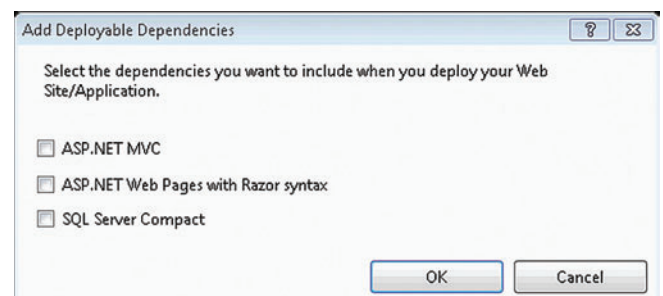 Add Deployable Dependencies
Select the dependencies you want to include when you deploy your Web
Site/Application.
ASP.NET MVC
ASP.NET Web Pages with Razor syntax
SQL Server Compact
OK
Cancel